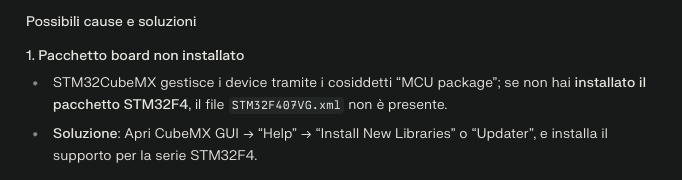 Possibili cause e soluzioni
1. Pacchetto board non installato
• STM32CubeMX gestisce i device tramite i cosiddetti “MCU package”; se non hai installato il
pacchetto STM32F4, il file STM32F407VG.xml non è presente.
• Soluzione: Apri CubeMX GUI → “Help” → “Install New Libraries” o “Updater”, e installa il
supporto per la serie STM32F4.